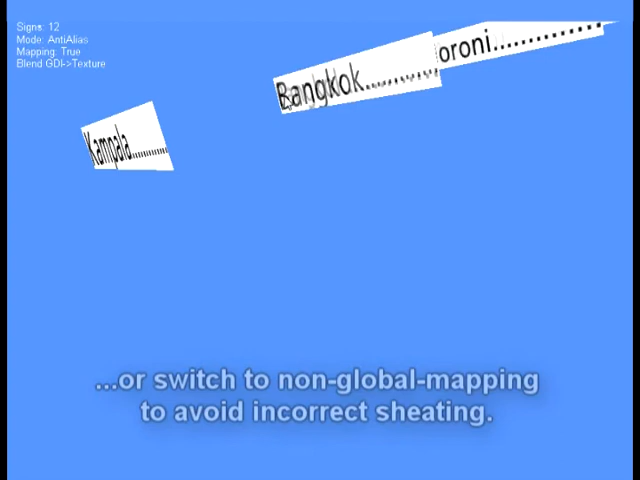 Signs: 12
Mode: AntiAlias
Mapping: True
Blend GDI->Texture
oroni..............
Bangkok............
Kampala............
...or switch to non-global-mapping
to avoid incorrect sheating.